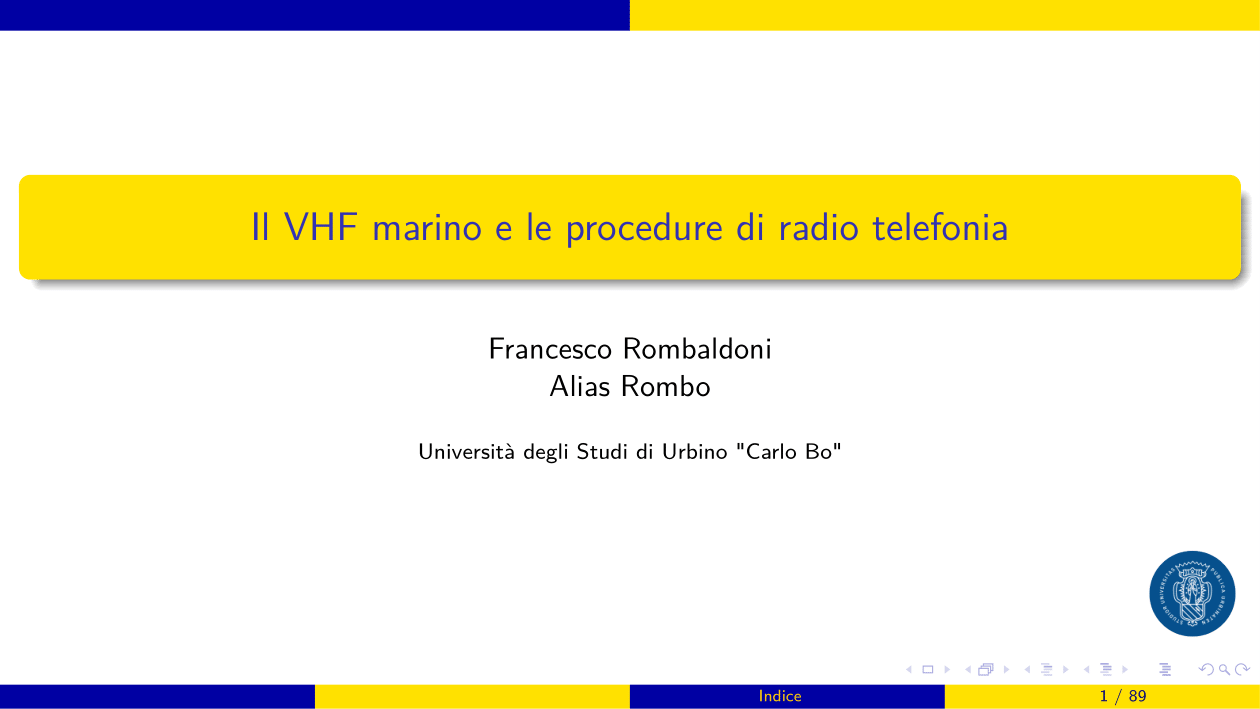 Il VHF marino e le procedure di radio telefonia
Francesco Rombaldoni
Alias Rombo
Università degli Studi di Urbino "Carlo Bo"
Indice
1 / 89